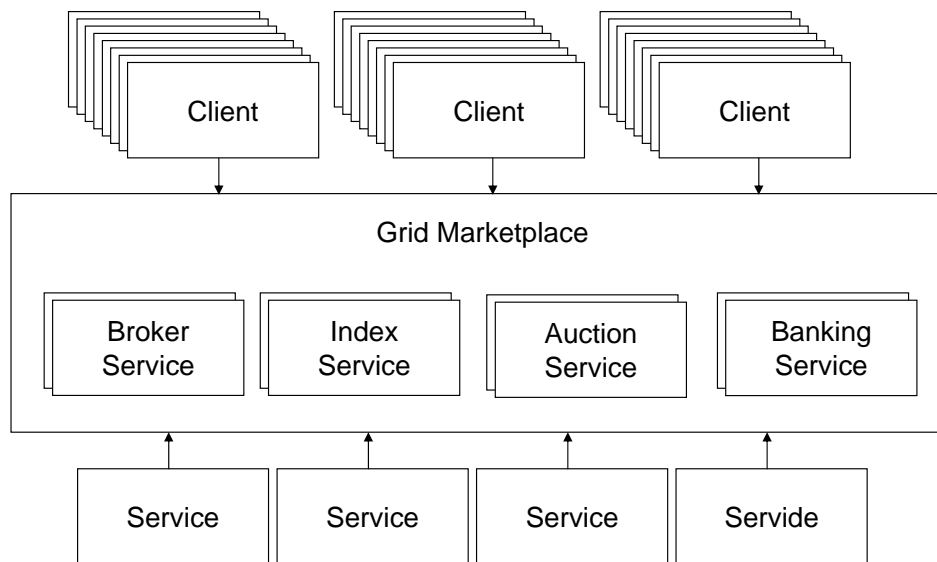 Client
Client
Client
Grid Marketplace
Broker
Service
Index
Service
Auction
Service
Banking
Service
Service
Service
Service
Servide